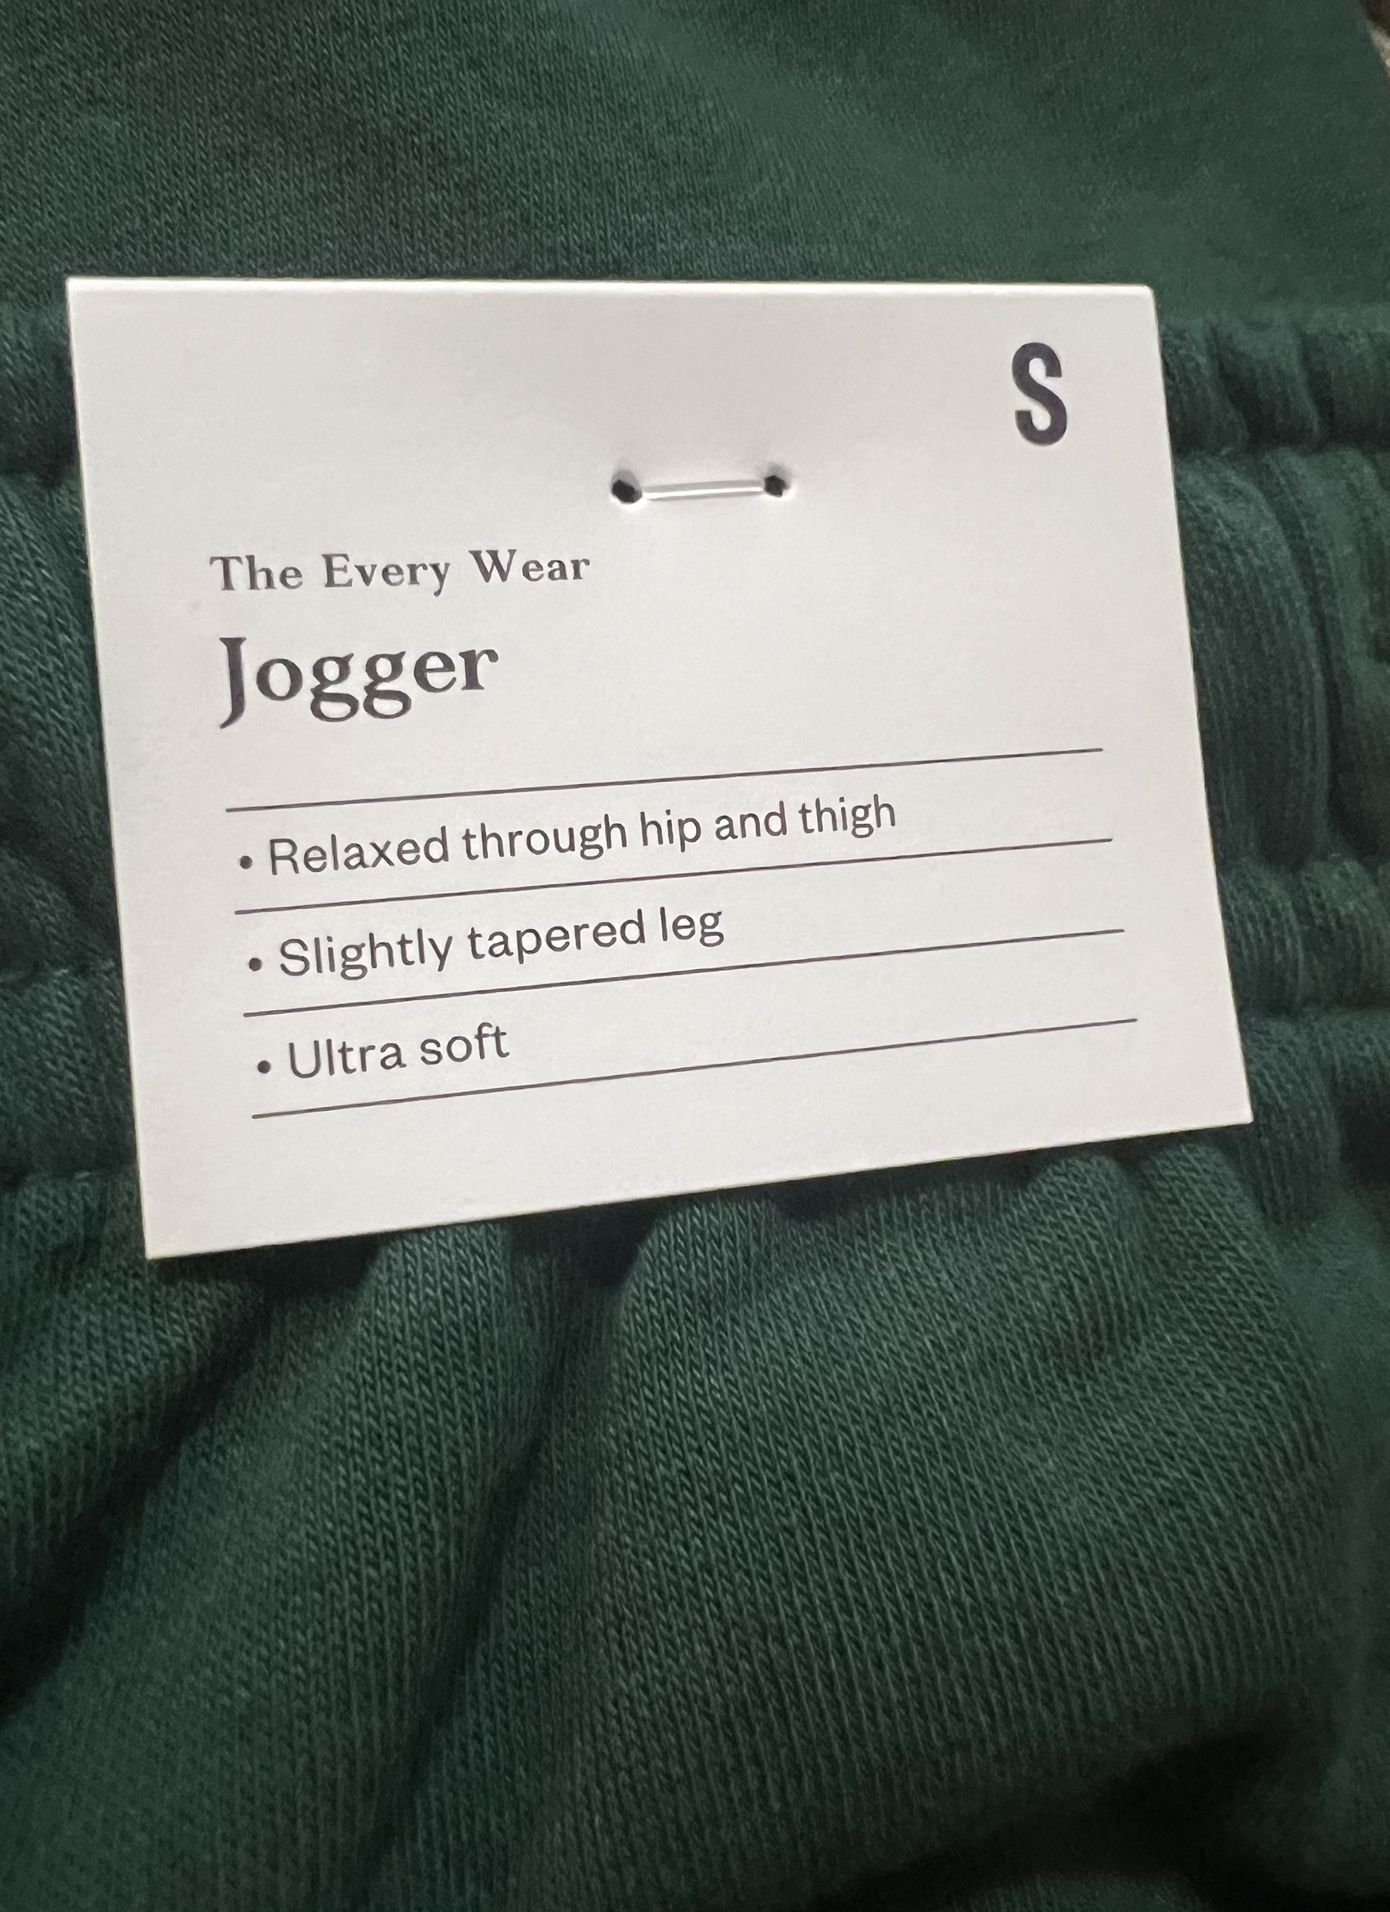 S
The Every Wear
Jogger
• Relaxed through hip and thigh
• Slightly tapered leg
• Ultra soft